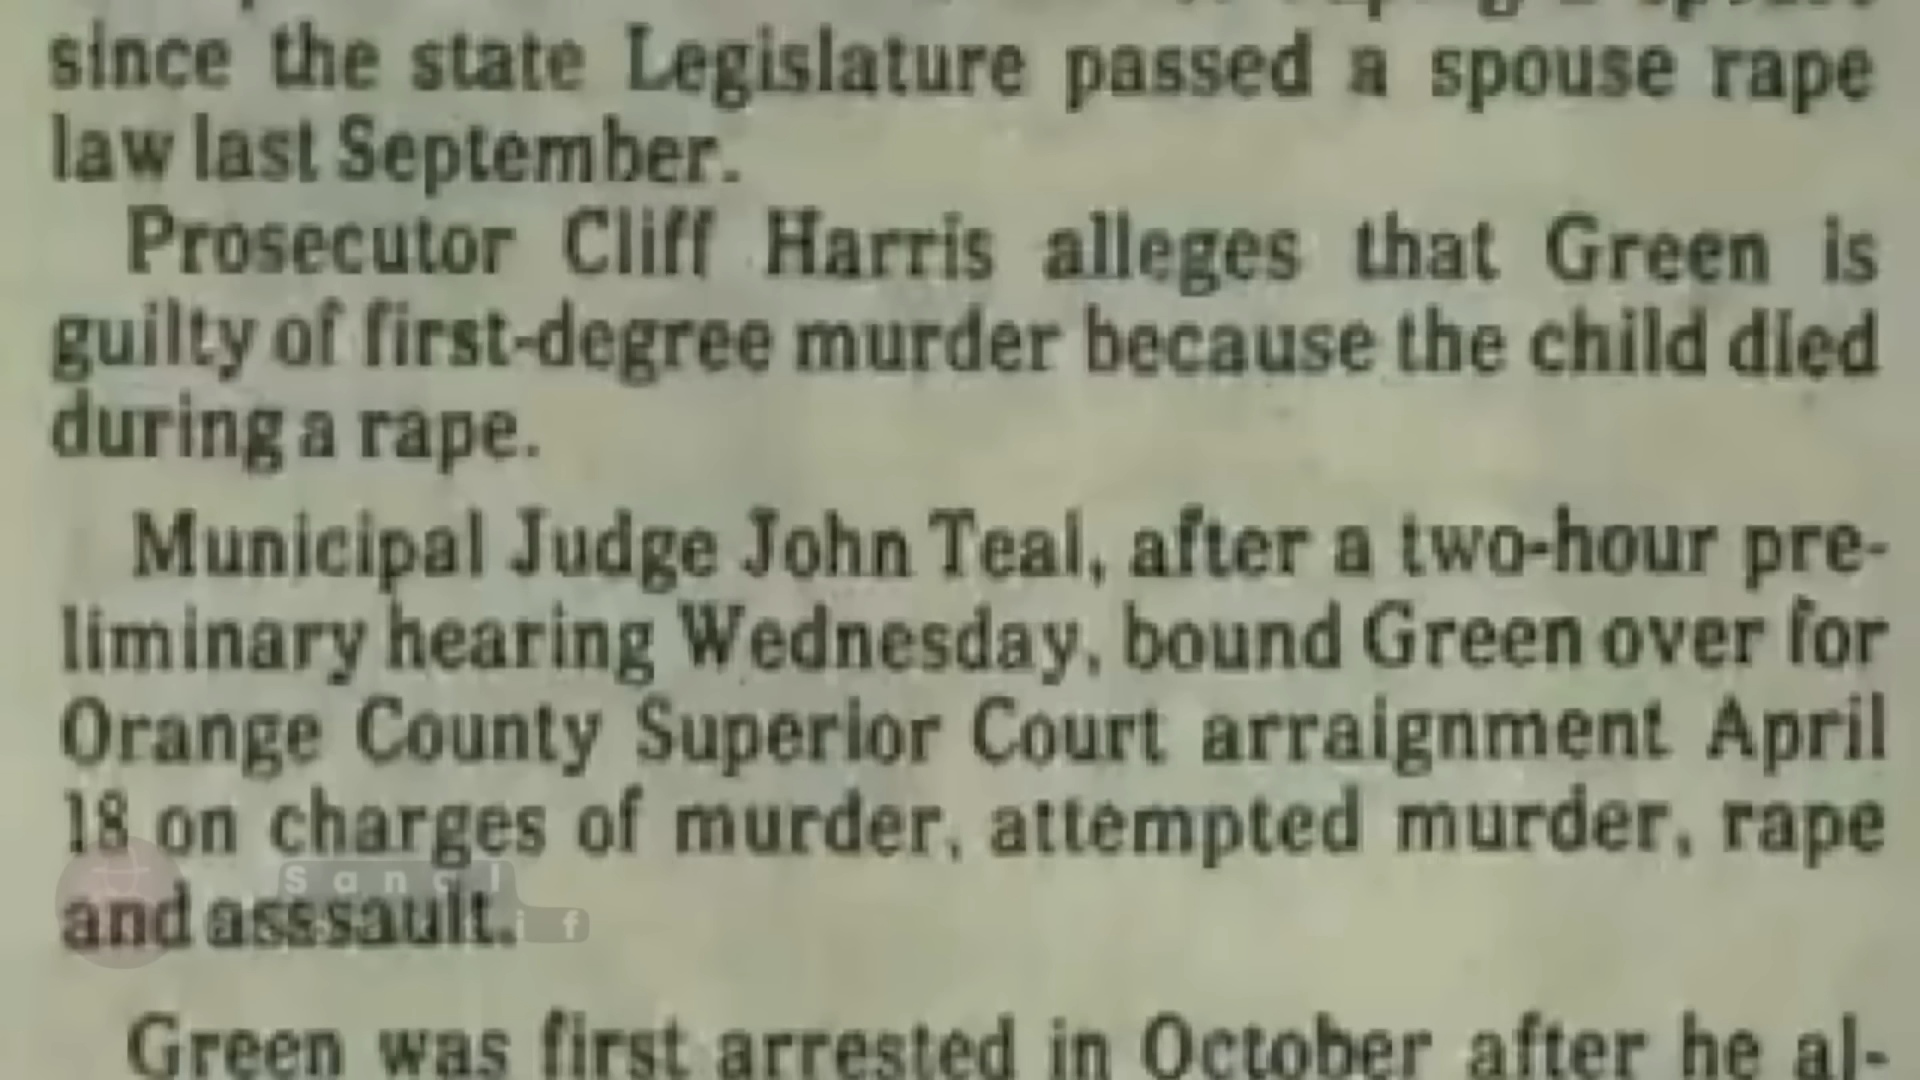 since the state Legislature passed a spouse rape
law last September.
Prosecutor Cliff Harris alleges that Green is
guilty of first-degree murder because the child died
during a rape.
Municipal Judge John Teal, after a two-hour pre-
liminary hearing Wednesday, bound Green over for
Orange County Superior Court arraignment April
18 on charges of murder, attempted murder, rape
and asssault.
Green was first arrested in October after he al-